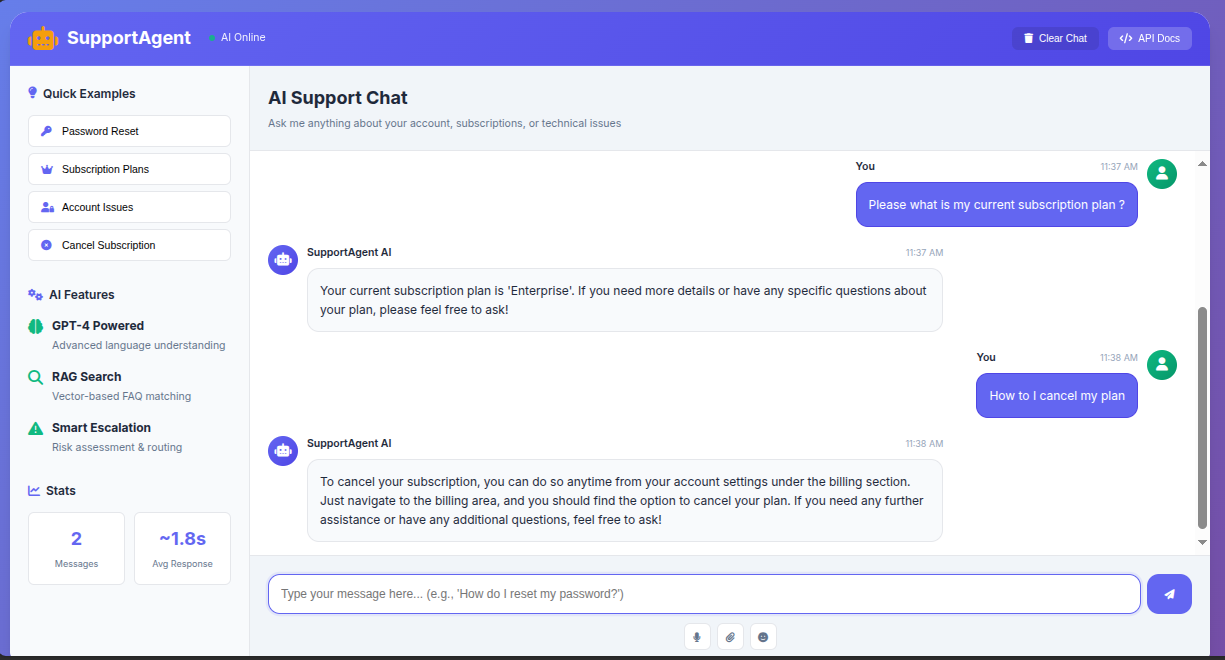 SupportAgent
AI Online
Clear Chat
API Docs
Quick Examples
Password Reset
Subscription Plans
Account Issues
Cancel Subscription
AI Features
GPT-4 Powered
Advanced language understanding
RAG Search
Vector-based FAQ matching
Smart Escalation
Risk assessment & routing
Stats
2
Messages
~1.8s
Avg Response
AI Support Chat
Ask me anything about your account, subscriptions, or technical issues
You
11:37 AM
Please what is my current subscription plan ?
SupportAgent AI
11:37 AM
Your current subscription plan is 'Enterprise'. If you need more details or have any specific questions about
your plan, please feel free to ask!
You
11:38 AM
How to I cancel my plan
SupportAgent AI
11:38 AM
To cancel your subscription, you can do so anytime from your account settings under the billing section.
Just navigate to the billing area, and you should find the option to cancel your plan. If you need any further
assistance or have any additional questions, feel free to ask!
Type your message here... (e.g., 'How do I reset my password?')